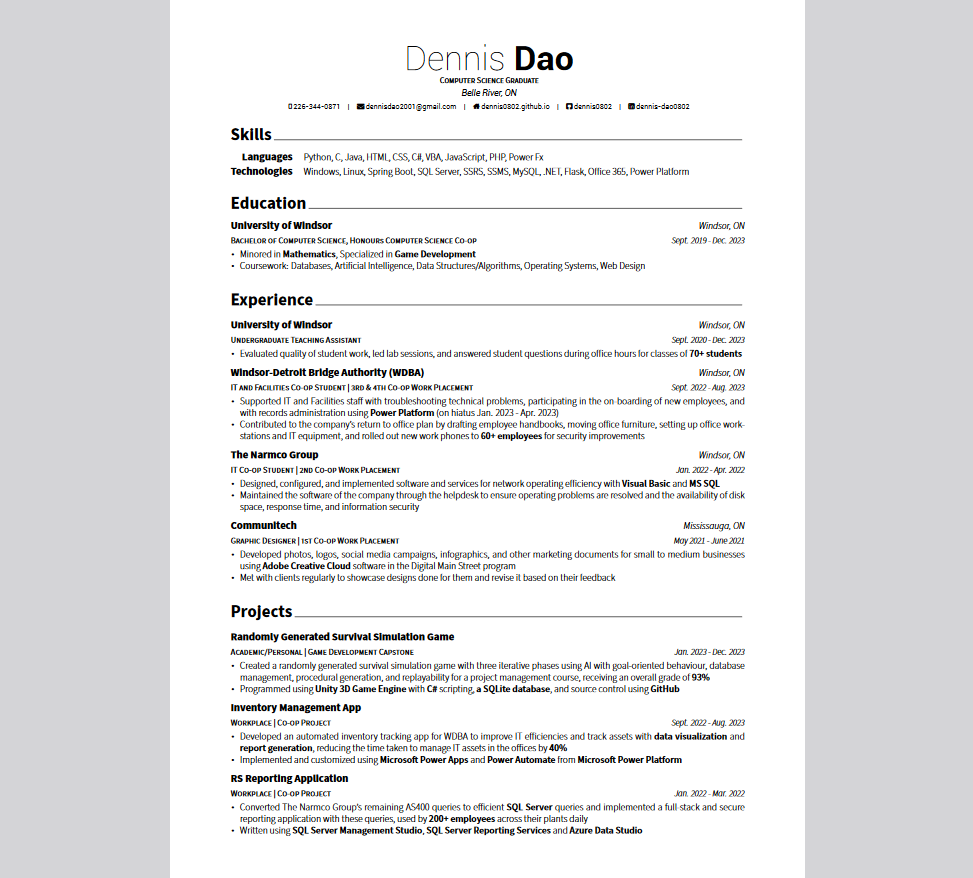 Dennis Dao
Computer Science Graduate
Belle River, ON
226-344-0871 | dennisdao2001@gmail.com | dennis0802.github.io | dennis0802 | dennis-dao0802
Skills
Languages Python, C, Java, HTML, CSS, C#, VBA, JavaScript, PHP, Power Fx
Technologies Windows, Linux, Spring Boot, SQL Server, SSRS, SSMS, MySQL, .NET, Flask, Office 365, Power Platform
Education
University of Windsor Windsor, ON
Bachelor of Computer Science, Honours Computer Science Co-op Sept. 2019 - Dec. 2023
• Minored in Mathematics, Specialized in Game Development
• Coursework: Databases, Artificial Intelligence, Data Structures/Algorithms, Operating Systems, Web Design
Experience
University of Windsor Windsor, ON
Undergraduate Teaching Assistant Sept. 2020 - Dec. 2023
• Evaluated quality of student work, led lab sessions, and answered student questions during office hours for classes of 70+ students
Windsor-Detroit Bridge Authority (WDBA) Windsor, ON
IT and Facilities Co-op Student | 3rd & 4th Co-op Work Placement Sept. 2022 - Aug. 2023
• Supported IT and Facilities staff with troubleshooting technical problems, participating in the on-boarding of new employees, and
with records administration using Power Platform (on hiatus Jan. 2023 - Apr. 2023)
• Contributed to the company's return to office plan by drafting employee handbooks, moving office furniture, setting up office work-
stations and IT equipment, and rolled out new work phones to 60+ employees for security improvements
The Narmco Group Windsor, ON
IT Co-op Student | 2nd Co-op Work Placement Jan. 2022 - Apr. 2022
• Designed, configured, and implemented software and services for network operating efficiency with Visual Basic and MS SQL
• Maintained the software of the company through the helpdesk to ensure operating problems are resolved and the availability of disk
space, response time, and information security
Communitech Mississauga, ON
Graphic Designer | 1st Co-op Work Placement May 2021 - June 2021
• Developed photos, logos, social media campaigns, infographics, and other marketing documents for small to medium businesses
using Adobe Creative Cloud software in the Digital Main Street program
• Met with clients regularly to showcase designs done for them and revise it based on their feedback
Projects
Randomly Generated Survival Simulation Game
Academic/Personal | Game Development Capstone Jan. 2023 - Dec. 2023
• Created a randomly generated survival simulation game with three iterative phases using AI with goal-oriented behaviour, database
management, procedural generation, and replayability for a project management course, receiving an overall grade of 93%
• Programmed using Unity 3D Game Engine with C# scripting, a SQLite database, and source control using GitHub
Inventory Management App
Workplace | Co-op Project Sept. 2022 - Aug. 2023
• Developed an automated inventory tracking app for WDBA to improve IT efficiencies and track assets with data visualization and
report generation, reducing the time taken to manage IT assets in the offices by 40%
• Implemented and customized using Microsoft Power Apps and Power Automate from Microsoft Power Platform
RS Reporting Application
Workplace | Co-op Project Jan. 2022 - Mar. 2022
• Converted The Narmco Group's remaining AS400 queries to efficient SQL Server queries and implemented a full-stack and secure
reporting application with these queries, used by 200+ employees across their plants daily
• Written using SQL Server Management Studio, SQL Server Reporting Services and Azure Data Studio